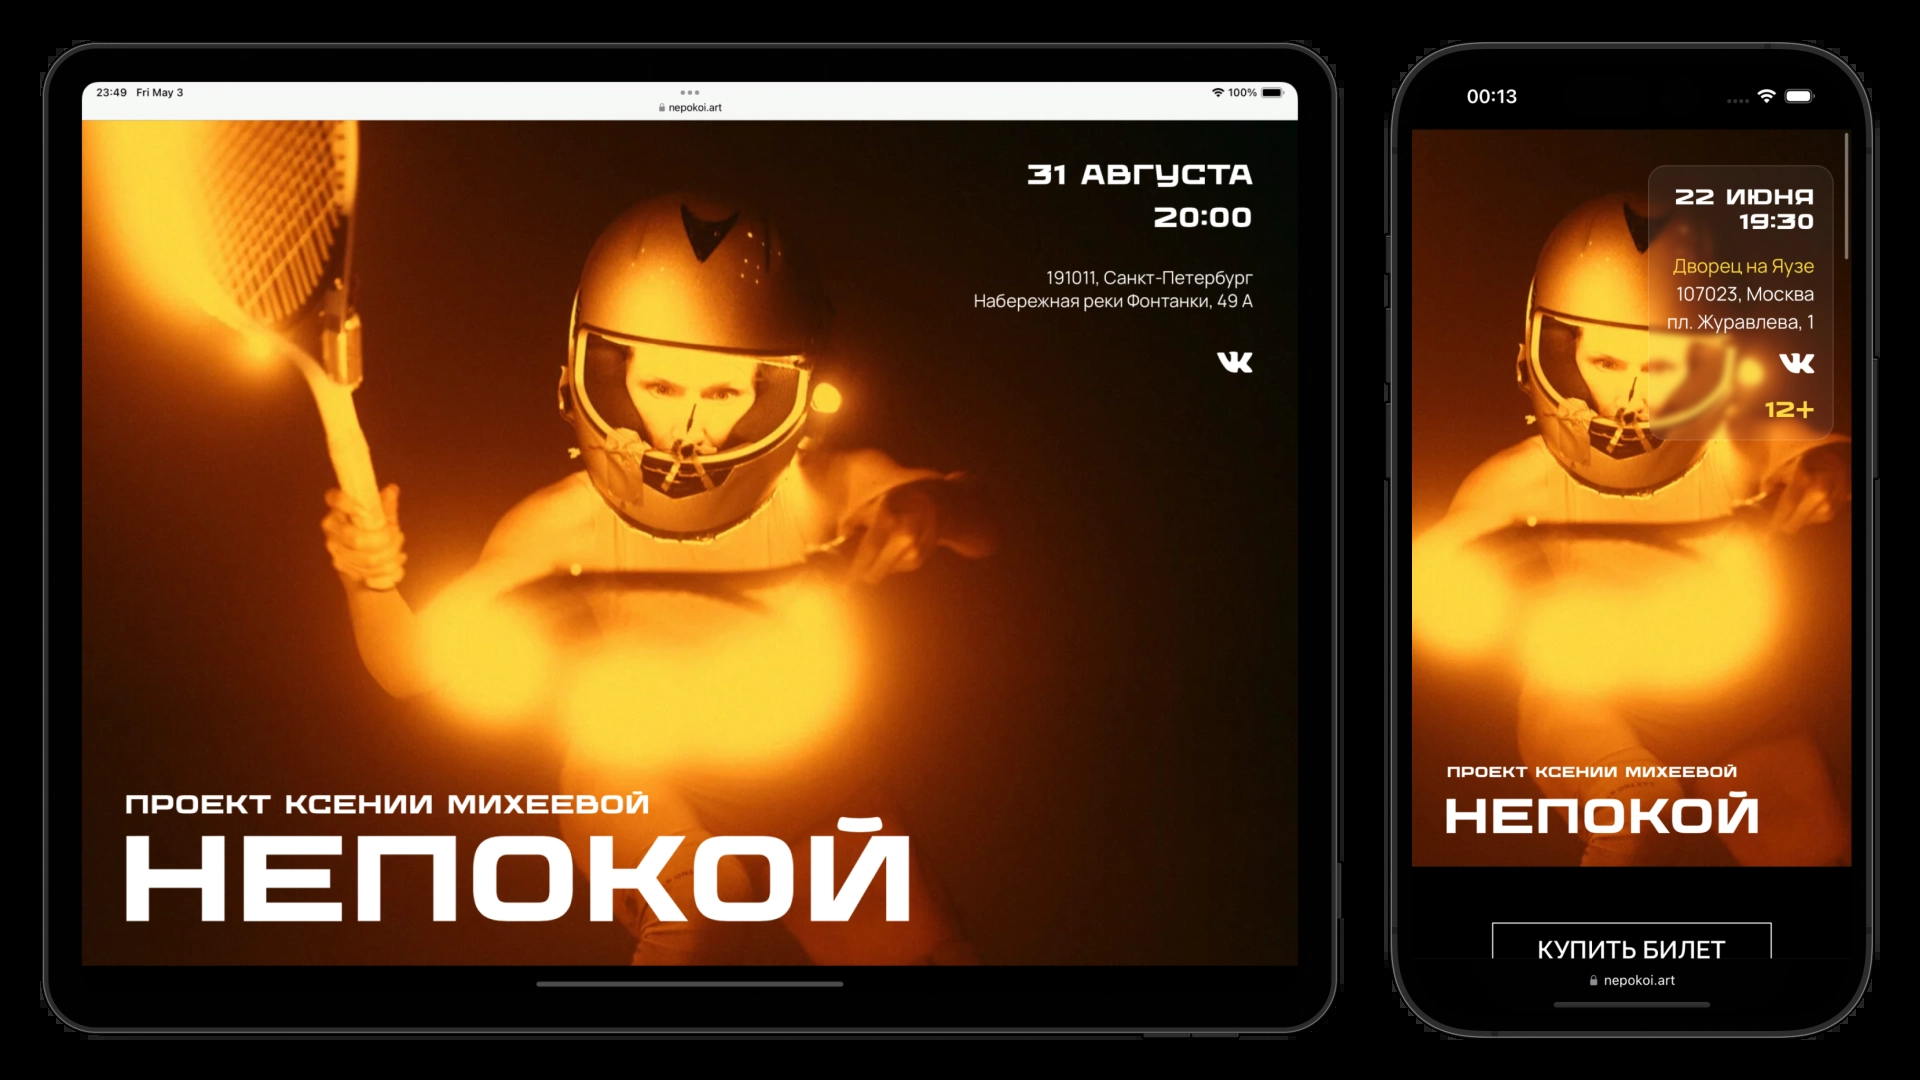 23:49 Fri May 3
100%
nepokoi.art
31 АВГУСТА
20:00
191011, Санкт-Петербург
Набережная реки Фонтанки, 49 А
ПРОЕКТ КСЕНИИ МИХЕЕВОЙ
НЕПОКОЙ
00:13
22 ИЮНЯ
19:30
Дворец на Яузе
107023, Москва
пл. Журавлева, 1
12+
ПРОЕКТ КСЕНИИ МИХЕЕВОЙ
НЕПОКОЙ
КУПИТЬ БИЛЕТ
nepokoi.art